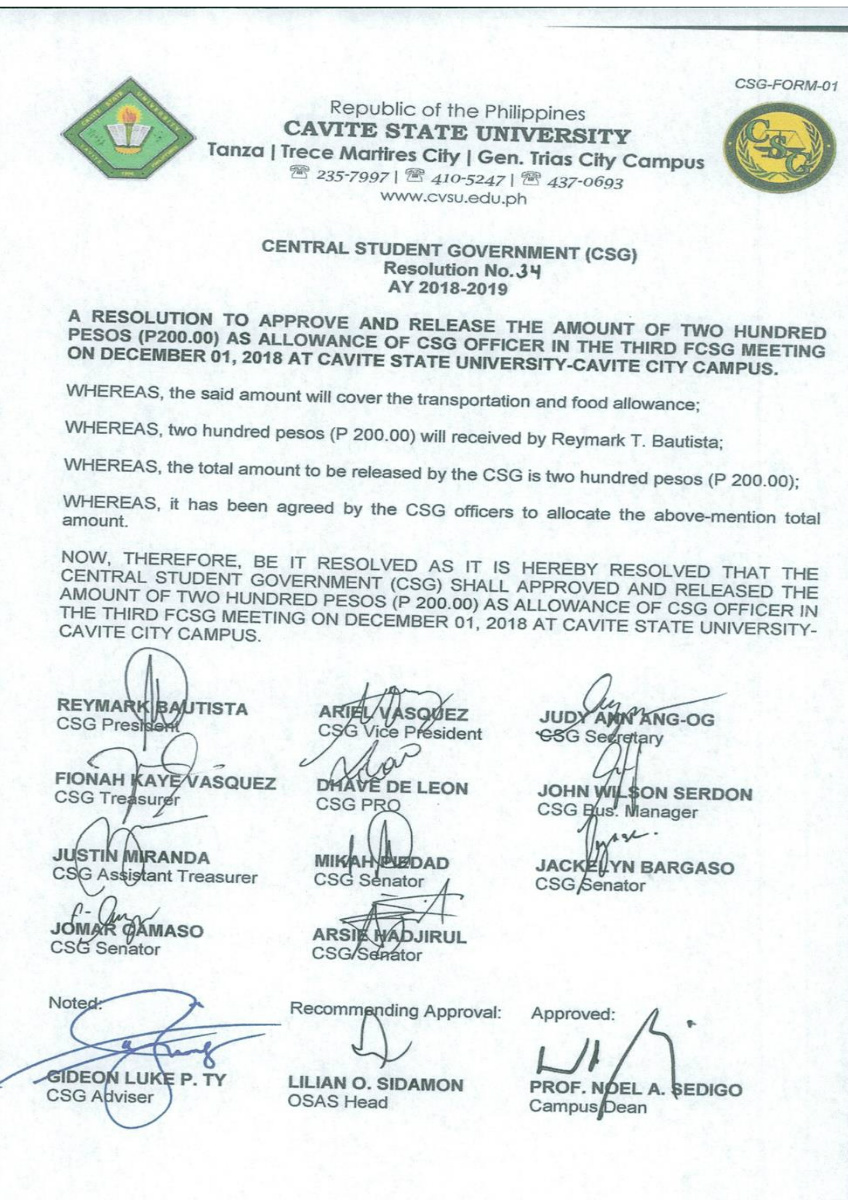 CSG-FORM-01
Republic of the Philippines
CAVITE STATE UNIVERSITY
Tanza | Trece Martires City | Gen. Trias City Campus
☏ 235-7997 | ☏ 410-5247 | ☏ 437-0693
www.cvsu.edu.ph
CSG
CENTRAL STUDENT GOVERNMENT (CSG)
Resolution No. 34
AY 2018-2019
A RESOLUTION TO APPROVE AND RELEASE THE AMOUNT OF TWO HUNDRED
PESOS (P200.00) AS ALLOWANCE OF CSG OFFICER IN THE THIRD FCSG MEETING
ON DECEMBER 01, 2018 AT CAVITE STATE UNIVERSITY-CAVITE CITY CAMPUS.
WHEREAS, the said amount will cover the transportation and food allowance;
WHEREAS, two hundred pesos (P 200.00) will received by Reymark T. Bautista;
WHEREAS, the total amount to be released by the CSG is two hundred pesos (P 200.00);
WHEREAS, it has been agreed by the CSG officers to allocate the above-mention total
amount.
NOW, THEREFORE, BE IT RESOLVED AS IT IS HEREBY RESOLVED THAT THE
CENTRAL STUDENT GOVERNMENT (CSG) SHALL APPROVED AND RELEASED THE
AMOUNT OF TWO HUNDRED PESOS (P 200.00) AS ALLOWANCE OF CSG OFFICER IN
THE THIRD FCSG MEETING ON DECEMBER 01, 2018 AT CAVITE STATE UNIVERSITY-
CAVITE CITY CAMPUS.
REYMARK BAUTISTA
CSG President
ARIEL VASQUEZ
CSG Vice President
JUDY ANN ANG-OG
CSG Secretary
FIONAH KAYE VASQUEZ
CSG Treasurer
DHAVE DE LEON
CSG PRO
JOHN WILSON SERDON
CSG Bus. Manager
JUSTIN MIRANDA
CSG Assistant Treasurer
MIKAH PIEDAD
CSG Senator
JACKELYN BARGASO
CSG Senator
JOMAR CAMASO
CSG Senator
ARSIE HADJIRUL
CSG Senator
Noted:
GIDEON LUKE P. TY
CSG Adviser
Recommending Approval:
LILIAN O. SIDAMON
OSAS Head
Approved:
PROF. NOEL A. SEDIGO
Campus Dean